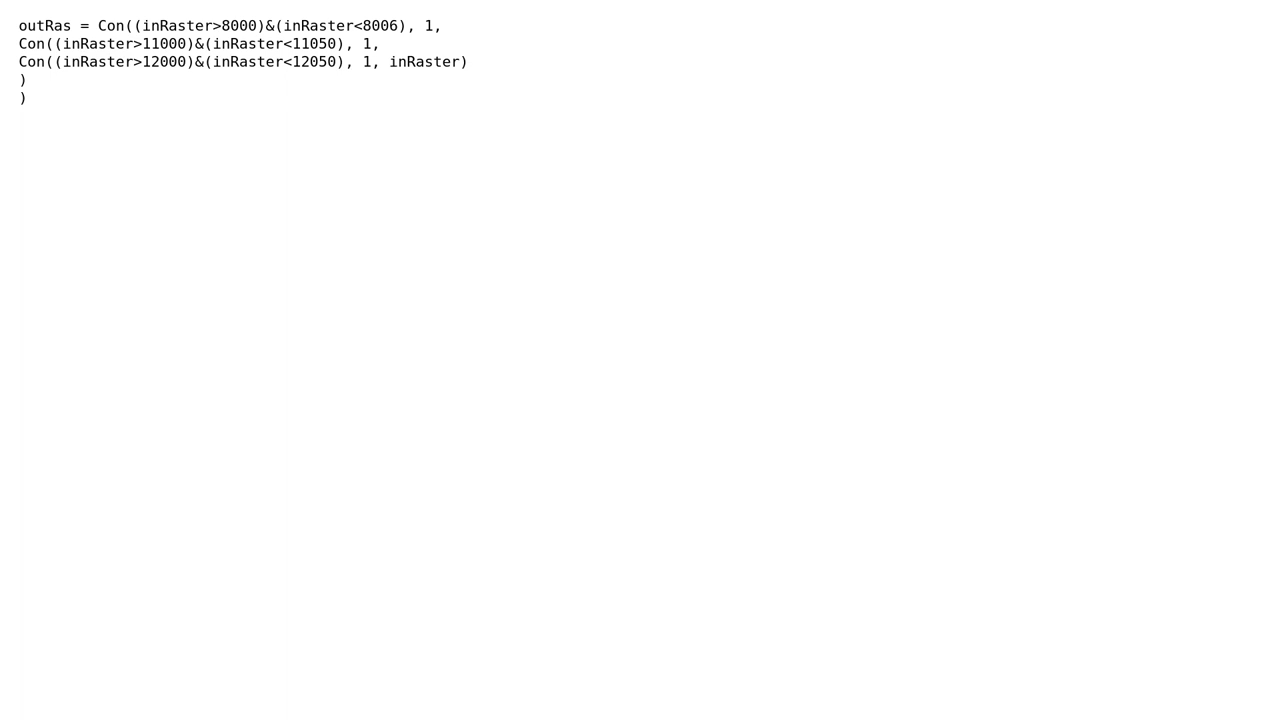 outRas = Con((inRaster>8000)&(inRaster<8006), 1,
Con((inRaster>11000)&(inRaster<11050), 1,
Con((inRaster>12000)&(inRaster<12050), 1, inRaster)
)
)